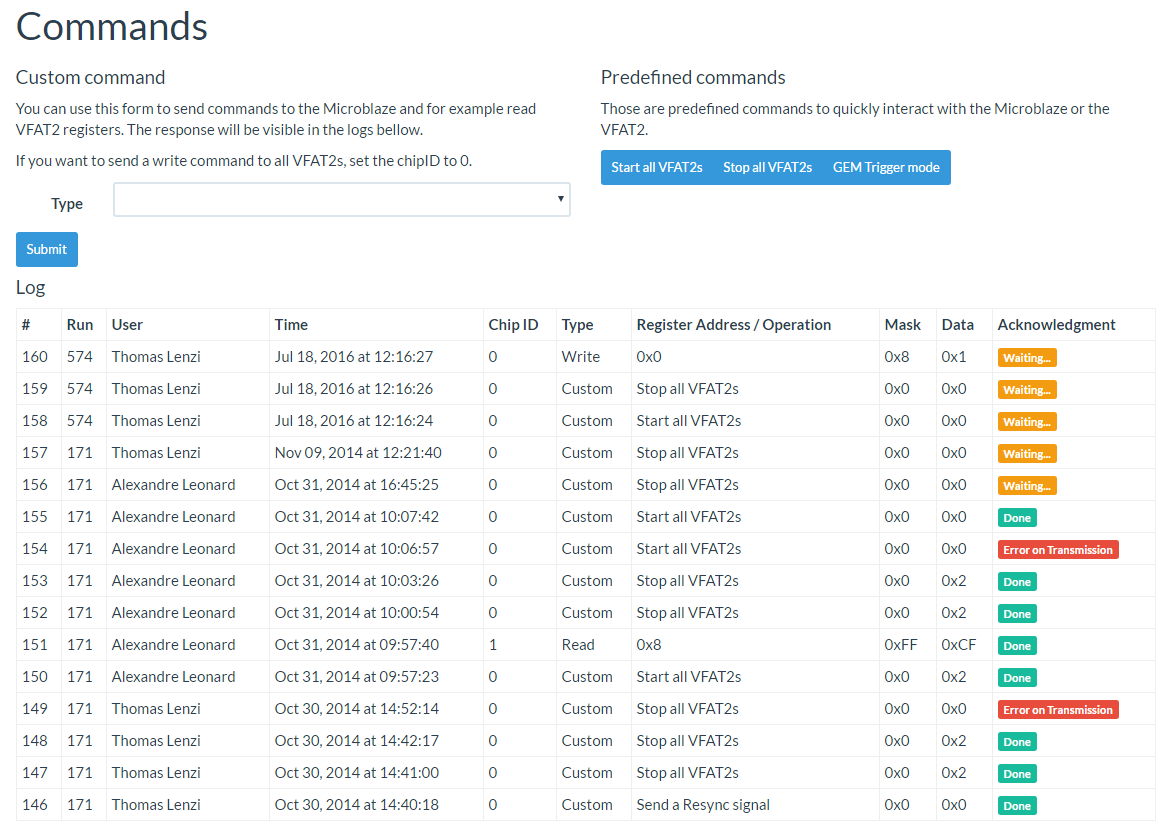 Commands
Custom command
You can use this form to send commands to the Microblaze and for example read
VFAT2 registers. The response will be visible in the logs bellow.
If you want to send a write command to all VFAT2s, set the chipID to 0.
Type
Submit
Predefined commands
Those are predefined commands to quickly interact with the Microblaze or the
VFAT2.
Start all VFAT2s Stop all VFAT2s GEM Trigger mode
Log
# Run User Time Chip ID Type Register Address / Operation Mask Data Acknowledgment
160 574 Thomas Lenzi Jul 18, 2016 at 12:16:27 0 Write 0x0 0x8 0x1 Waiting...
159 574 Thomas Lenzi Jul 18, 2016 at 12:16:26 0 Custom Stop all VFAT2s 0x0 0x0 Waiting...
158 574 Thomas Lenzi Jul 18, 2016 at 12:16:24 0 Custom Start all VFAT2s 0x0 0x0 Waiting...
157 171 Thomas Lenzi Nov 09, 2014 at 12:21:40 0 Custom Stop all VFAT2s 0x0 0x0 Waiting...
156 171 Alexandre Leonard Oct 31, 2014 at 16:45:25 0 Custom Stop all VFAT2s 0x0 0x0 Waiting...
155 171 Alexandre Leonard Oct 31, 2014 at 10:07:42 0 Custom Start all VFAT2s 0x0 0x0 Done
154 171 Alexandre Leonard Oct 31, 2014 at 10:06:57 0 Custom Start all VFAT2s 0x0 0x0 Error on Transmission
153 171 Alexandre Leonard Oct 31, 2014 at 10:03:26 0 Custom Stop all VFAT2s 0x0 0x2 Done
152 171 Alexandre Leonard Oct 31, 2014 at 10:00:54 0 Custom Stop all VFAT2s 0x0 0x2 Done
151 171 Alexandre Leonard Oct 31, 2014 at 09:57:40 1 Read 0x8 0xFF 0xCF Done
150 171 Alexandre Leonard Oct 31, 2014 at 09:57:23 0 Custom Start all VFAT2s 0x0 0x2 Done
149 171 Thomas Lenzi Oct 30, 2014 at 14:52:14 0 Custom Stop all VFAT2s 0x0 0x0 Error on Transmission
148 171 Thomas Lenzi Oct 30, 2014 at 14:42:17 0 Custom Stop all VFAT2s 0x0 0x2 Done
147 171 Thomas Lenzi Oct 30, 2014 at 14:41:00 0 Custom Stop all VFAT2s 0x0 0x2 Done
146 171 Thomas Lenzi Oct 30, 2014 at 14:40:18 0 Custom Send a Resync signal 0x0 0x0 Done